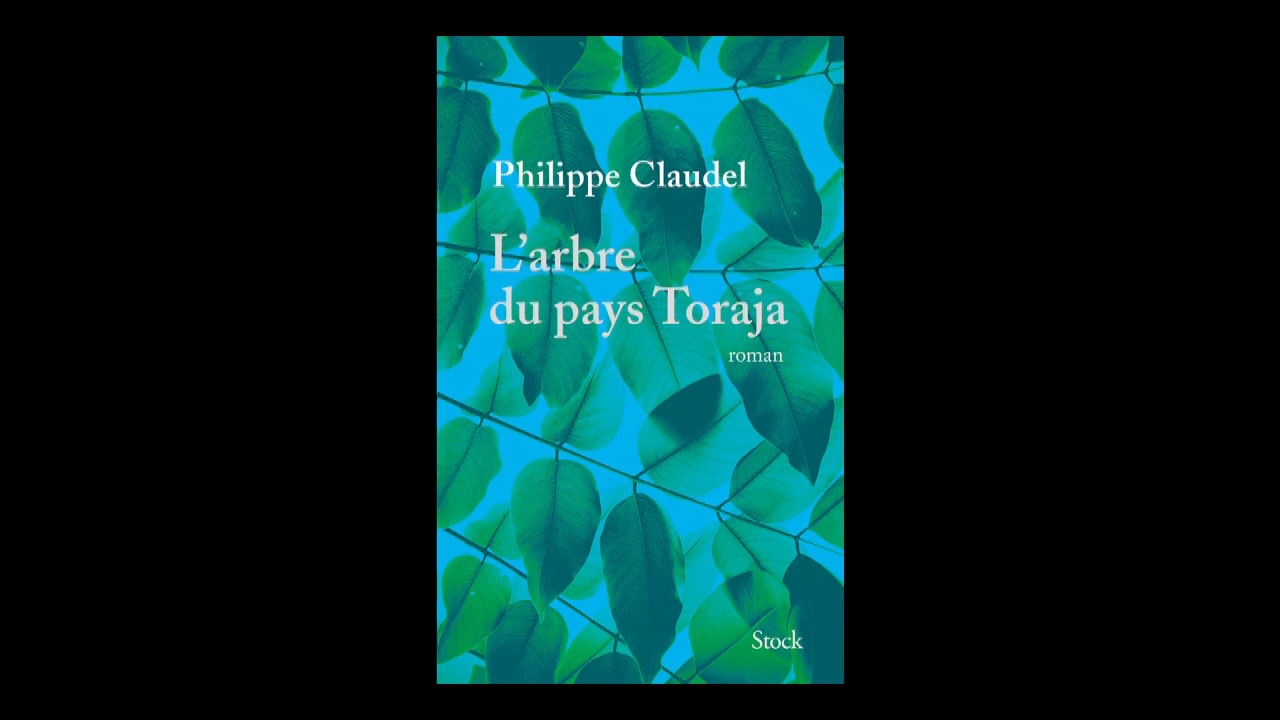 Philippe Claudel
L’arbre
du pays Toraja
roman
Stock